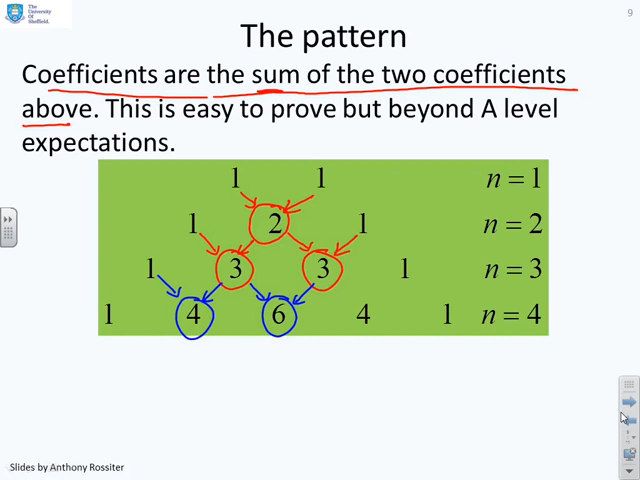 The
University
Of
Sheffield.
9
The pattern
Coefficients are the sum of the two coefficients
above. This is easy to prove but beyond A level
expectations.
1 1 n = 1
1 2 1 n = 2
1 3 3 1 n = 3
1 4 6 4 1 n = 4
Slides by Anthony Rossiter